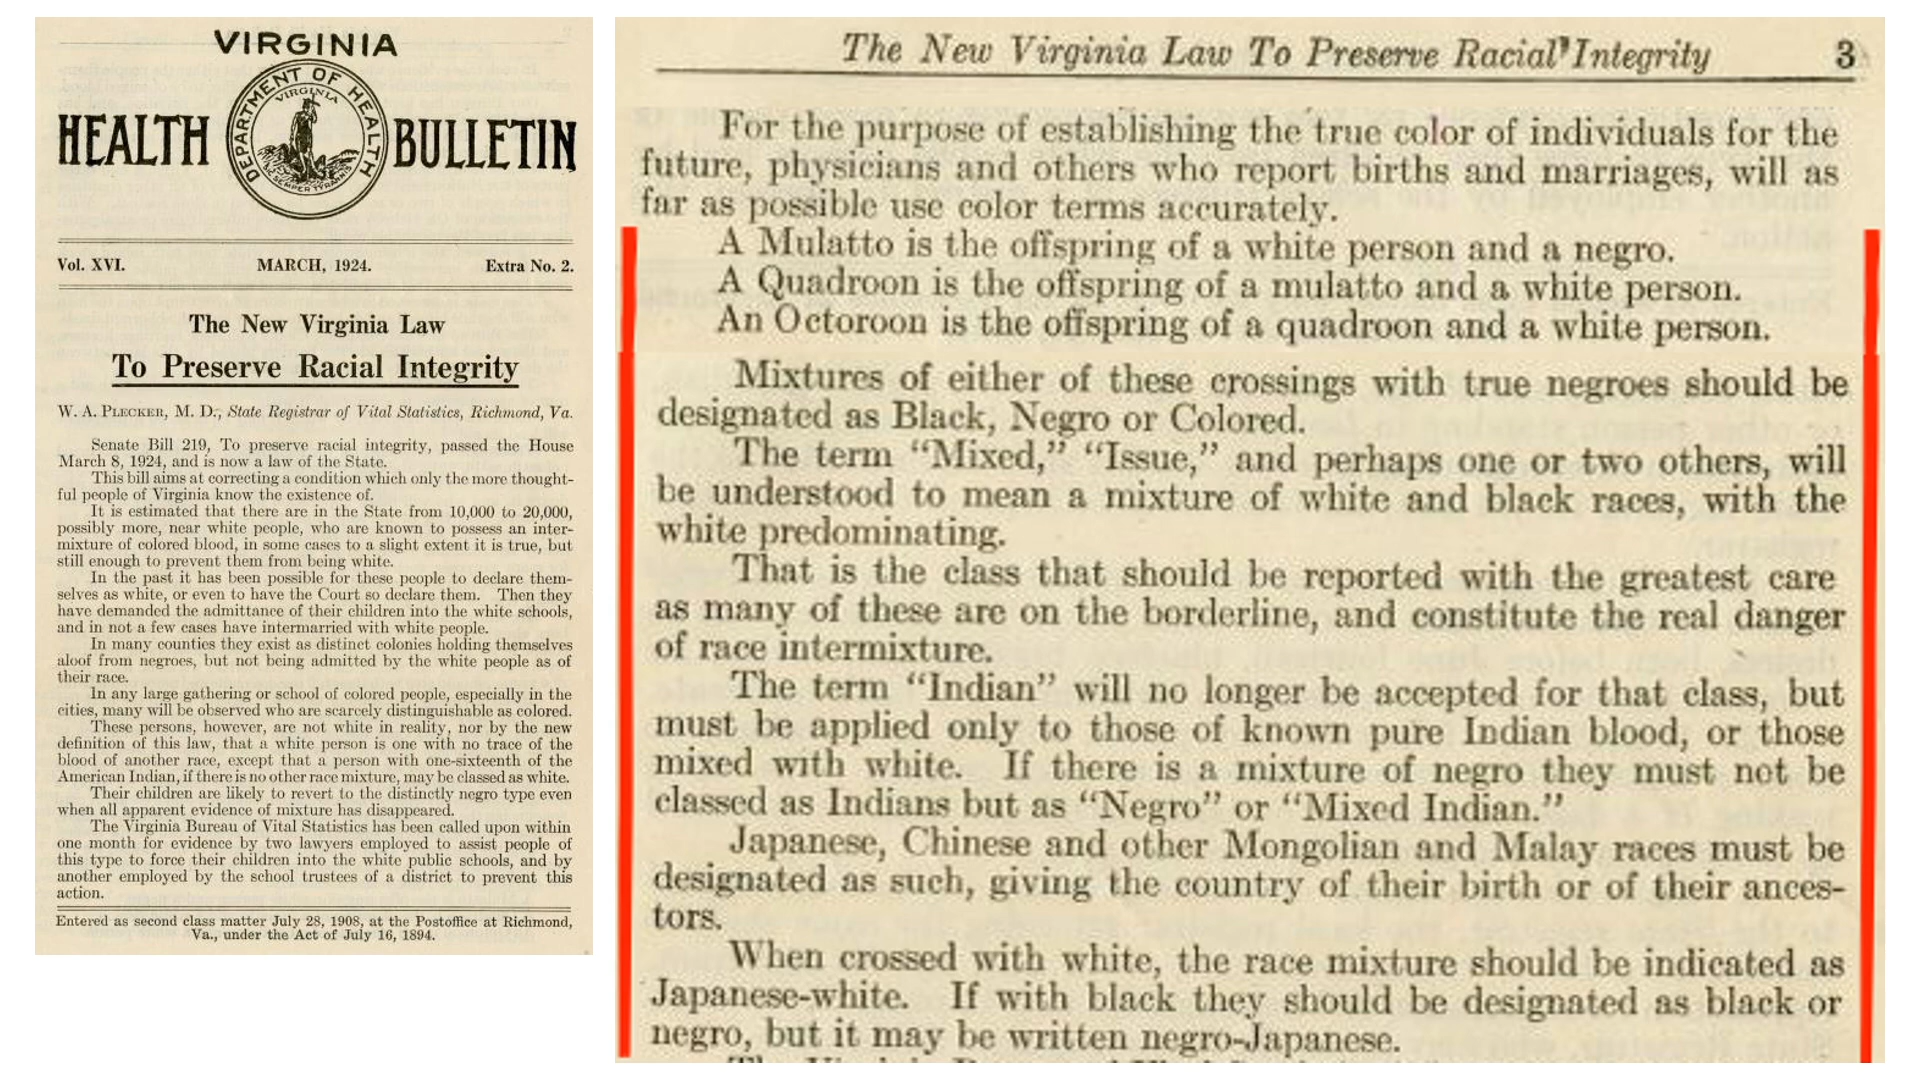 VIRGINIA
HEALTH BULLETIN
DEPARTMENT OF HEALTH
VIRGINIA
SIC SEMPER TYRANNIS
Vol. XVI. MARCH, 1924. Extra No. 2.
The New Virginia Law
To Preserve Racial Integrity
W. A. PLECKER, M. D., State Registrar of Vital Statistics, Richmond, Va.
Senate Bill 219, To preserve racial integrity, passed the House
March 8, 1924, and is now a law of the State.
This bill aims at correcting a condition which only the more thought-
ful people of Virginia know the existence of.
It is estimated that there are in the State from 10,000 to 20,000,
possibly more, near white people, who are known to possess an inter-
mixture of colored blood, in some cases to a slight extent it is true, but
still enough to prevent them from being white.
In the past it has been possible for these people to declare them-
selves as white, or even to have the Court so declare them. Then they
have demanded the admittance of their children into the white schools,
and in not a few cases have intermarried with white people.
In many counties they exist as distinct colonies holding themselves
aloof from negroes, but not being admitted by the white people as of
their race.
In any large gathering or school of colored people, especially in the
cities, many will be observed who are scarcely distinguishable as colored.
These persons, however, are not white in reality, nor by the new
definition of this law, that a white person is one with no trace of the
blood of another race, except that a person with one-sixteenth of the
American Indian, if there is no other race mixture, may be classed as white.
Their children are likely to revert to the distinctly negro type even
when all apparent evidence of mixture has disappeared.
The Virginia Bureau of Vital Statistics has been called upon within
one month for evidence by two lawyers employed to assist people of
this type to force their children into the white public schools, and by
another employed by the school trustees of a district to prevent this
action.
Entered as second class matter July 28, 1908, at the Postoffice at Richmond,
Va., under the Act of July 16, 1894.
The New Virginia Law To Preserve Racial Integrity 3
For the purpose of establishing the true color of individuals for the
future, physicians and others who report births and marriages, will as
far as possible use color terms accurately.
A Mulatto is the offspring of a white person and a negro.
A Quadroon is the offspring of a mulatto and a white person.
An Octoroon is the offspring of a quadroon and a white person.
Mixtures of either of these crossings with true negroes should be
designated as Black, Negro or Colored.
The term “Mixed,” “Issue,” and perhaps one or two others, will
be understood to mean a mixture of white and black races, with the
white predominating.
That is the class that should be reported with the greatest care
as many of these are on the borderline, and constitute the real danger
of race intermixture.
The term “Indian” will no longer be accepted for that class, but
must be applied only to those of known pure Indian blood, or those
mixed with white. If there is a mixture of negro they must not be
classed as Indians but as “Negro” or “Mixed Indian.”
Japanese, Chinese and other Mongolian and Malay races must be
designated as such, giving the country of their birth or of their ances-
tors.
When crossed with white, the race mixture should be indicated as
Japanese-white. If with black they should be designated as black or
negro, but it may be written negro-Japanese.